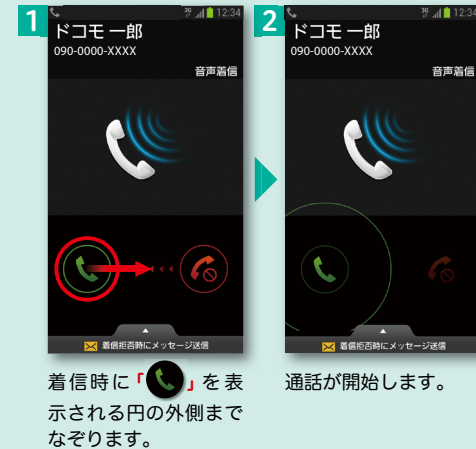 1
3G 12:34
ドコモ 一郎
090-0000-XXXX
音声着信
着信拒否時にメッセージ送信
着信時に「 」を表
示される円の外側まで
なぞります。
2
3G 12:34
ドコモ 一郎
090-0000-XXXX
音声着信
着信拒否時にメッセージ送信
通話が開始します。